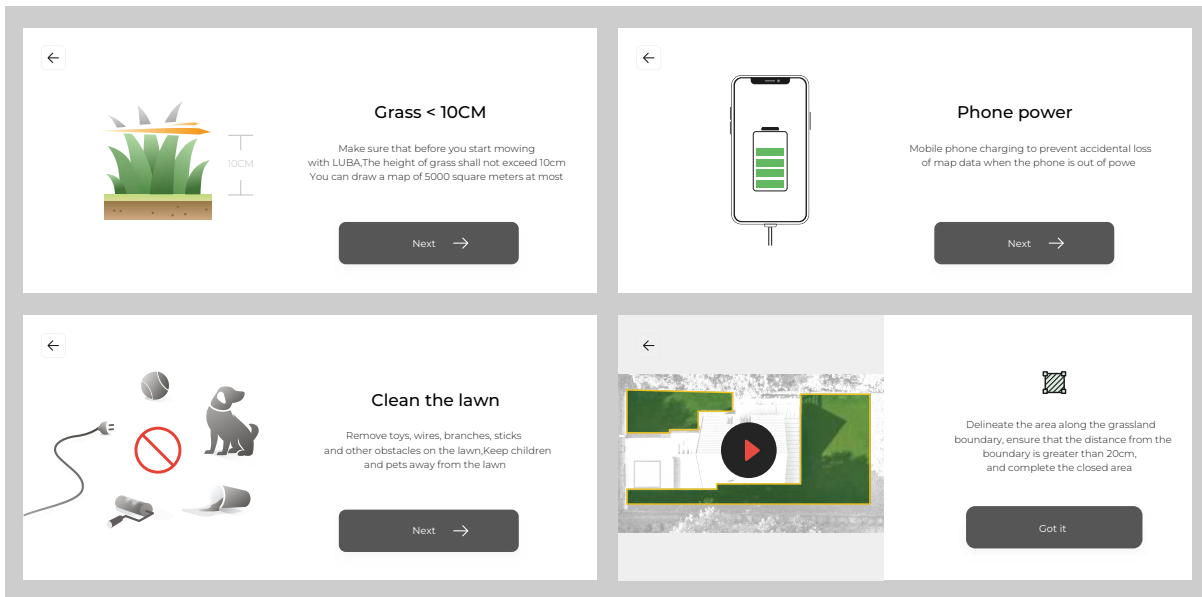 Grass < 10CM
10CM
Make sure that before you start mowing
with LUBA,The height of grass shall not exceed 10cm
You can draw a map of 5000 square meters at most
Next
Phone power
Mobile phone charging to prevent accidental loss
of map data when the phone is out of powe
Next
Clean the lawn
Remove toys, wires, branches, sticks
and other obstacles on the lawn,Keep children
and pets away from the lawn
Next
Delineate the area along the grassland
boundary, ensure that the distance from the
boundary is greater than 20cm,
and complete the closed area
Got it